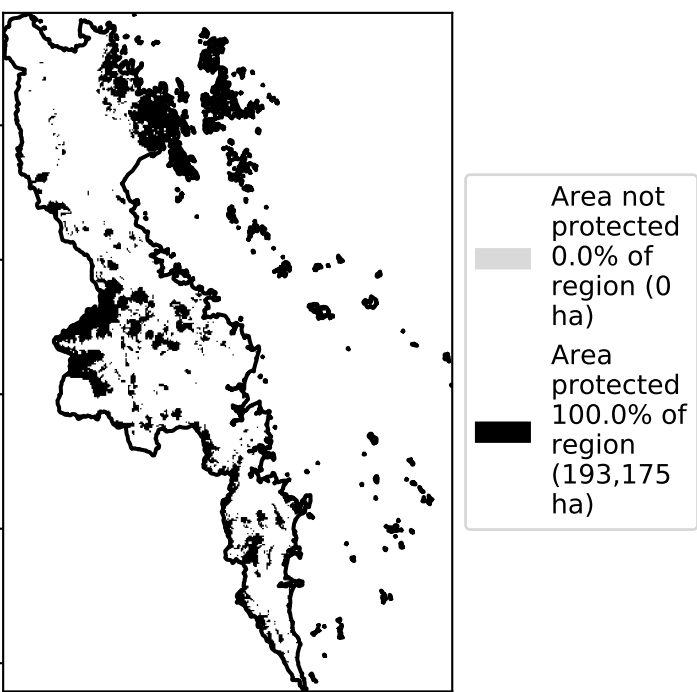 Area not
protected
0.0% of
region (0
ha)
Area
protected
100.0% of
region
(193,175
ha)